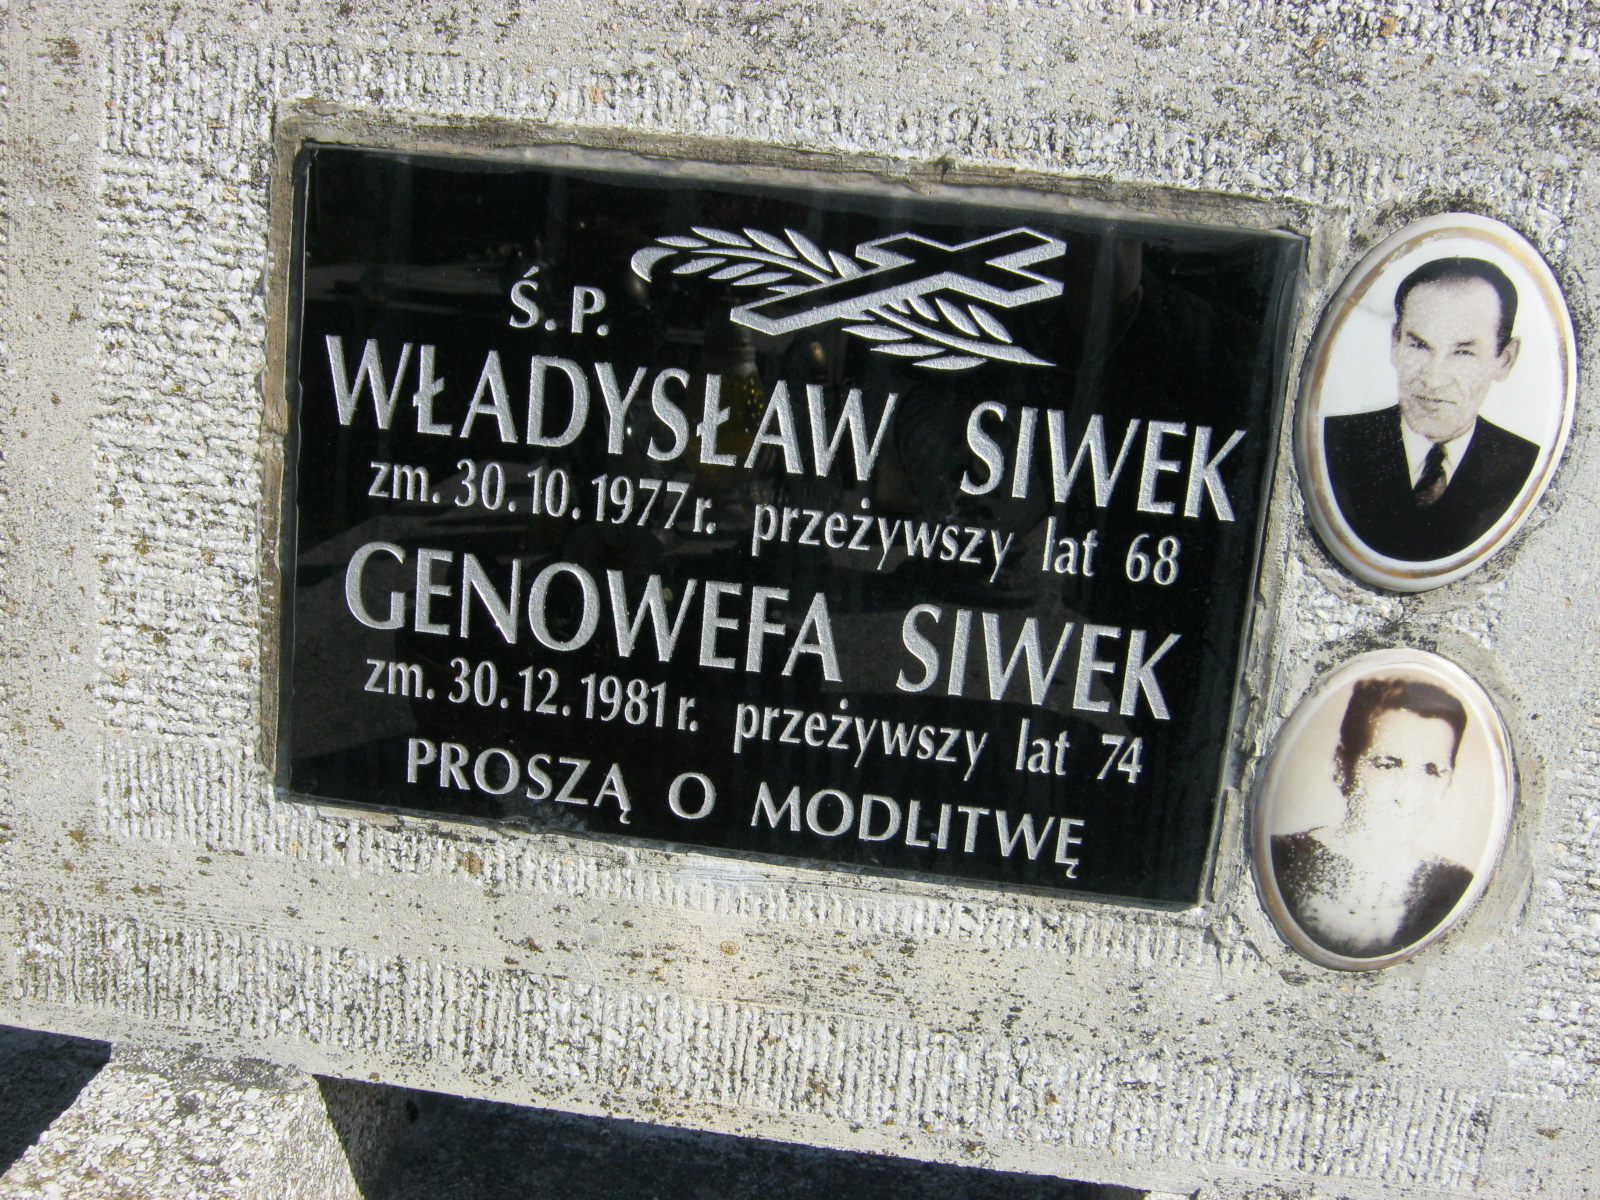 Ś.P.
WŁADYSŁAW SIWEK
zm. 30.10.1977r. przeżywszy lat 68
GENOWEFA SIWEK
zm. 30.12.1981r. przeżywszy lat 74
PROSZĄ O MODLITWĘ